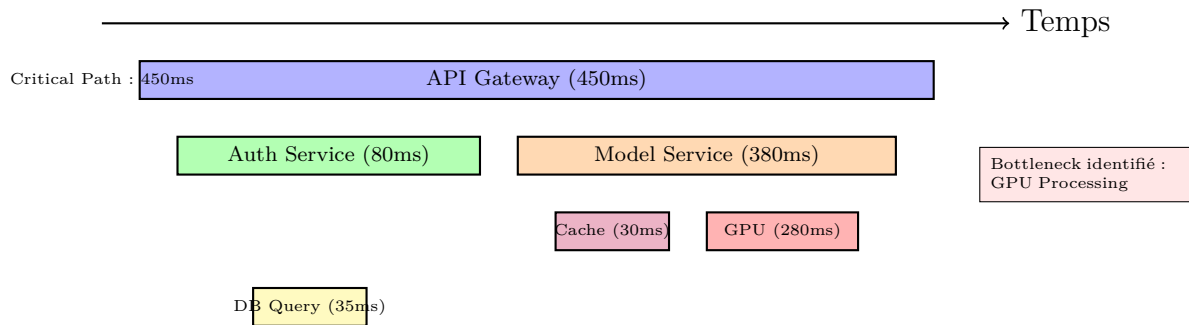 Temps
Critical Path : 450ms
API Gateway (450ms)
Auth Service (80ms)
Model Service (380ms)
Bottleneck identifié :
GPU Processing
Cache (30ms)
GPU (280ms)
DB Query (35ms)